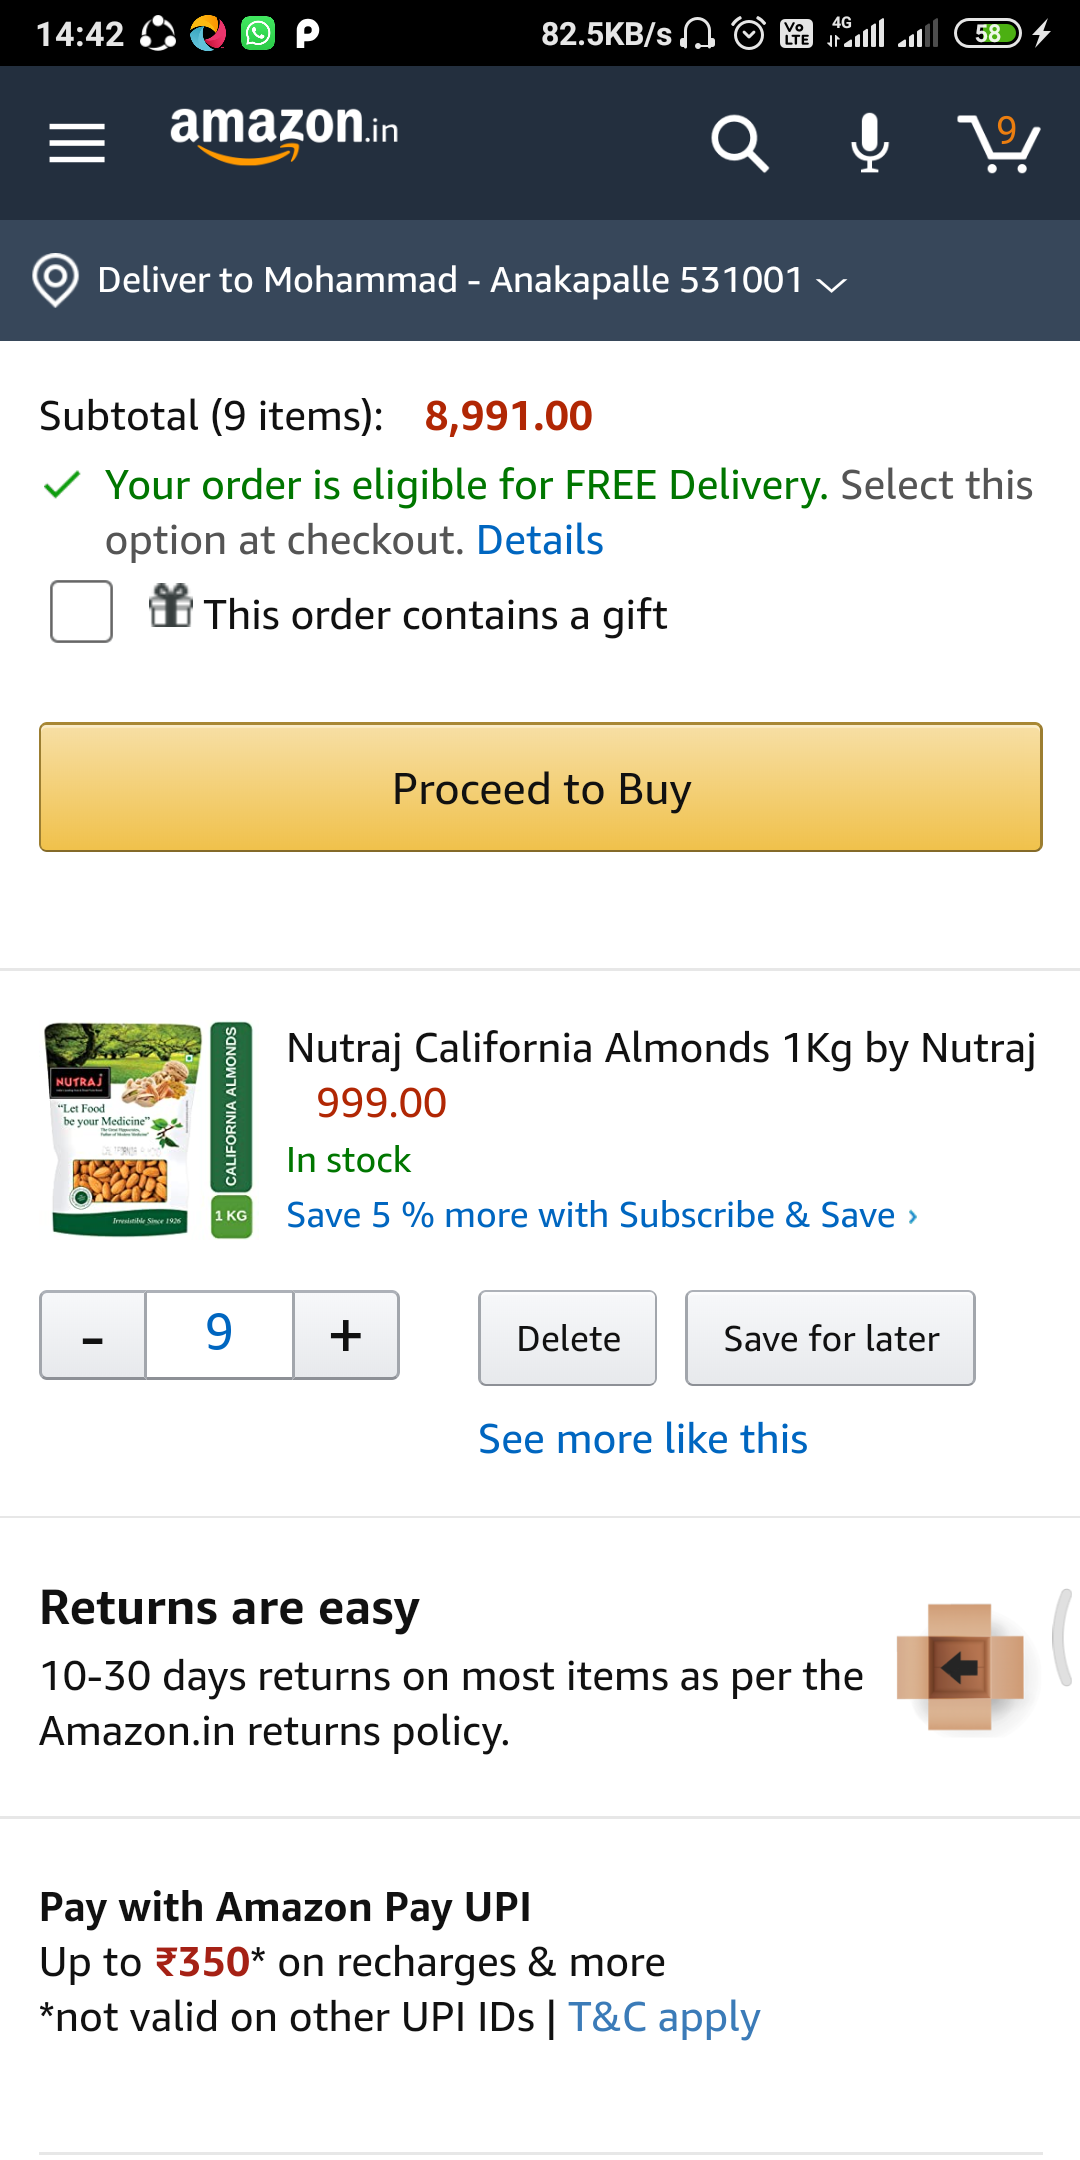 14:42 82.5KB/s Vo LTE 4G 58
amazon.in 9
Deliver to Mohammad - Anakapalle 531001
Subtotal (9 items): 8,991.00
Your order is eligible for FREE Delivery. Select this
option at checkout. Details
This order contains a gift
Proceed to Buy
NUTRAJ
"Let Food
be your Medicine"
Irresistible Since 1926
CALIFORNIA ALMONDS
1 KG
Nutraj California Almonds 1Kg by Nutraj
999.00
In stock
Save 5 % more with Subscribe & Save ›
- 9 + Delete Save for later
See more like this
Returns are easy
10-30 days returns on most items as per the
Amazon.in returns policy.
Pay with Amazon Pay UPI
Up to ₹350* on recharges & more
*not valid on other UPI IDs | T&C apply